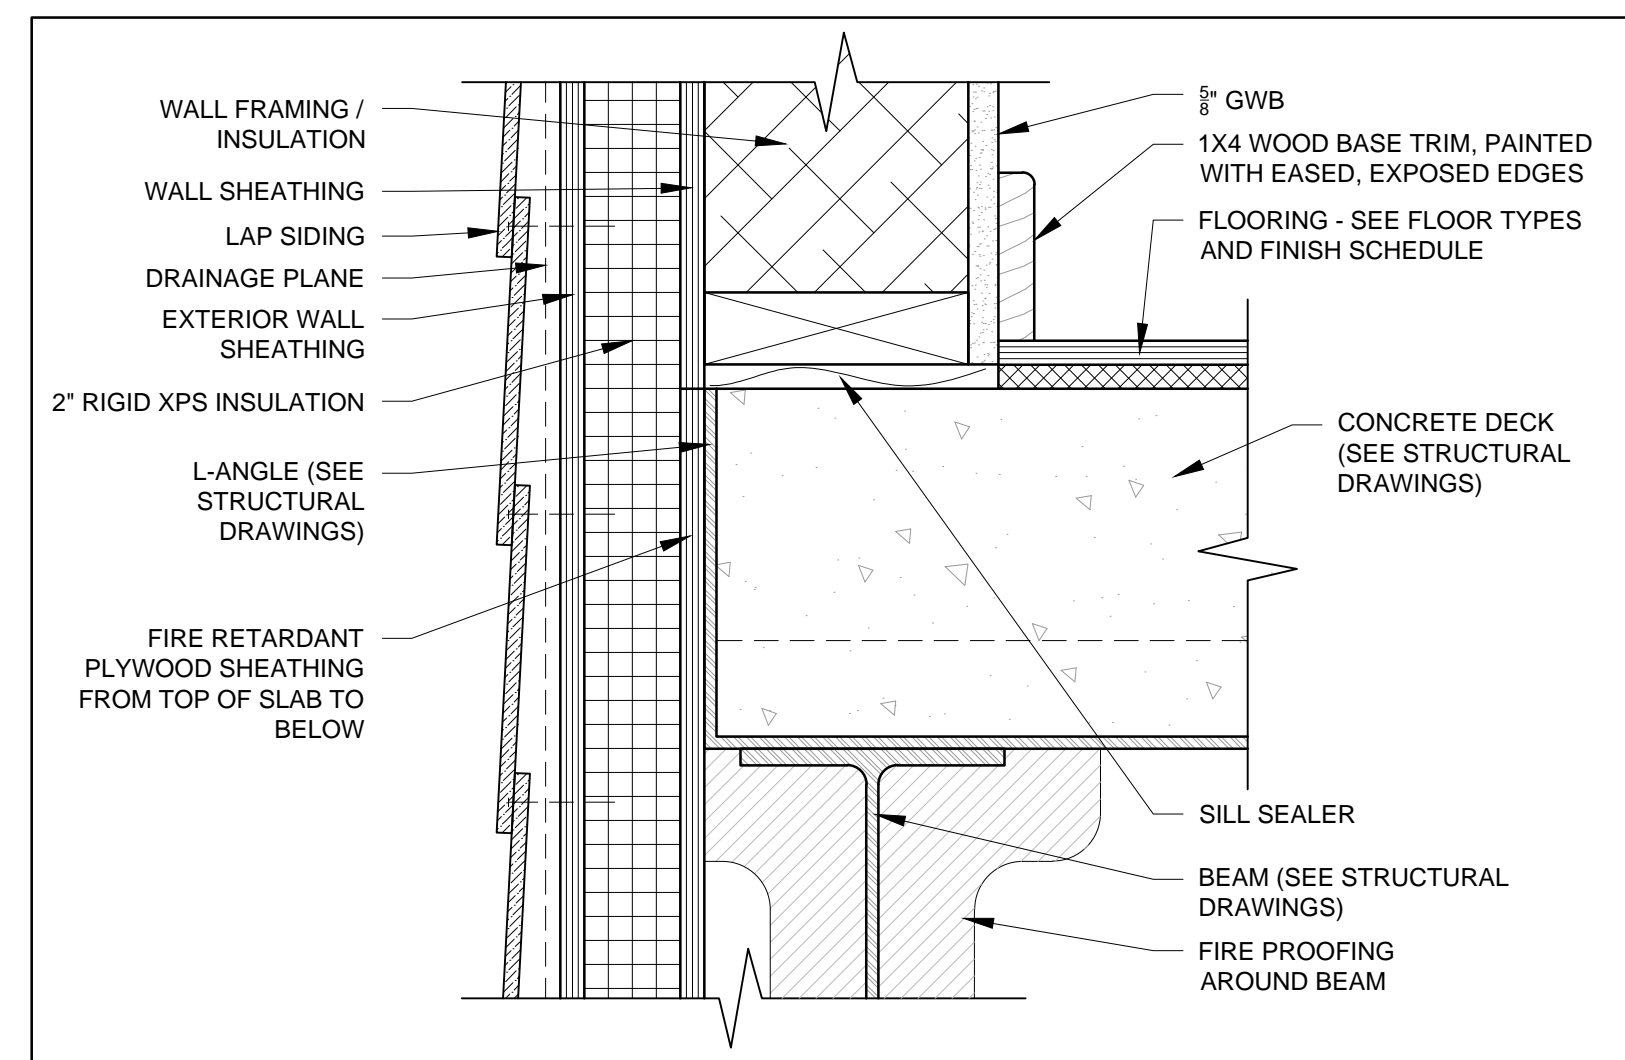 WALL FRAMING /
INSULATION
WALL SHEATHING
LAP SIDING
DRAINAGE PLANE
EXTERIOR WALL
SHEATHING
2" RIGID XPS INSULATION
L-ANGLE (SEE
STRUCTURAL
DRAWINGS)
FIRE RETARDANT
PLYWOOD SHEATHING
FROM TOP OF SLAB TO
BELOW
5/8" GWB
1X4 WOOD BASE TRIM, PAINTED
WITH EASED, EXPOSED EDGES
FLOORING - SEE FLOOR TYPES
AND FINISH SCHEDULE
CONCRETE DECK
(SEE STRUCTURAL
DRAWINGS)
SILL SEALER
BEAM (SEE STRUCTURAL
DRAWINGS)
FIRE PROOFING
AROUND BEAM